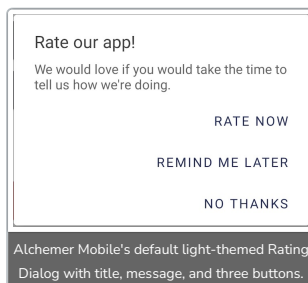 Rate our app!
We would love if you would take the time to
tell us how we're doing.
RATE NOW
REMIND ME LATER
NO THANKS
Alchemer Mobile's default light-themed Rating
Dialog with title, message, and three buttons.